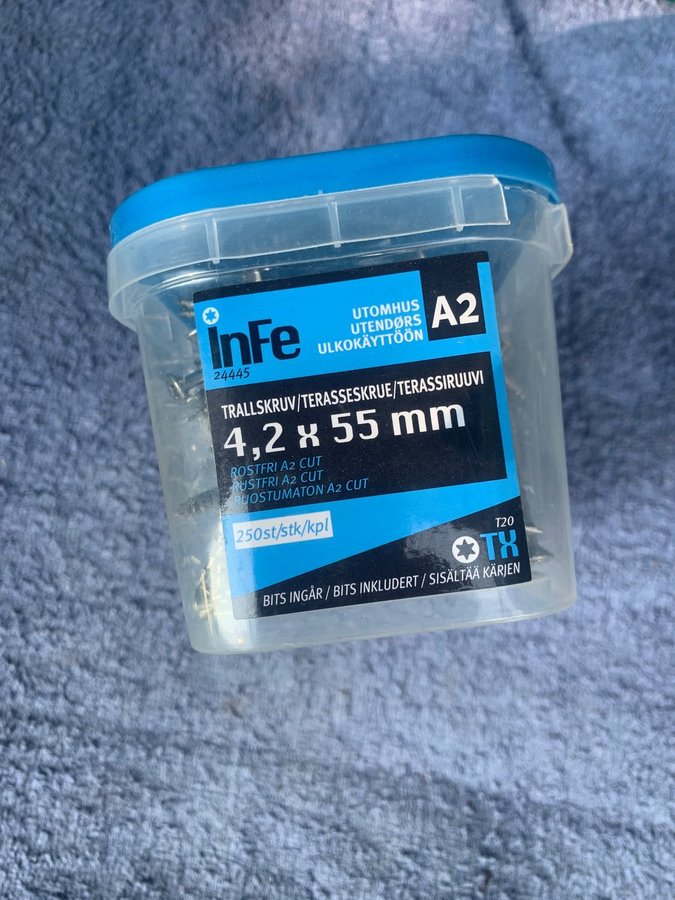 InFe
24445
UTOMHUS
UTENDØRS
ULKOKÄYTTÖÖN
A2
TRALLSKRUV/TERASSESKRUE/TERASSIRUUVI
4,2 x 55 mm
ROSTFRI A2 CUT
RUSTFRI A2 CUT
RUOSTUMATON A2 CUT
250st/stk/kpl
T20
TX
BITS INGÅR / BITS INKLUDERT / SISÄLTÄÄ KÄRJEN